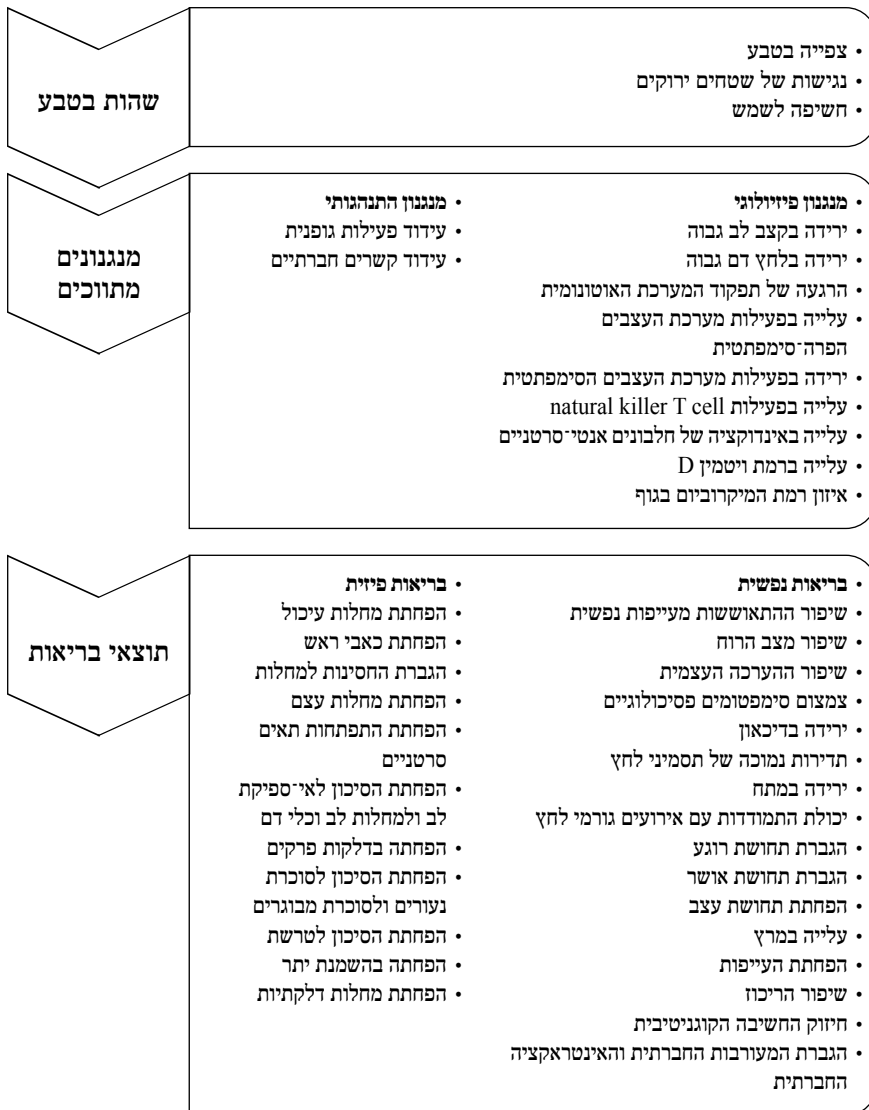 שהות בטבע
• צפייה בטבע
• נגישות של שטחים ירוקים
• חשיפה לשמש
מנגנונים
מתווכים
• מנגנון פיזיולוגי
• ירידה בקצב לב גבוה
• ירידה בלחץ דם גבוה
• הרגעה של תפקוד המערכת האוטונומית
• עלייה בפעילות מערכת העצבים
הפרה־סימפתטית
• ירידה בפעילות מערכת העצבים הסימפתטית
• עלייה בפעילות natural killer T cell
• עלייה באינדוקציה של חלבונים אנטי־סרטניים
• עלייה ברמת ויטמין D
• איזון רמת המיקרוביום בגוף
• מנגנון התנהגותי
• עידוד פעילות גופנית
• עידוד קשרים חברתיים
תוצאי בריאות
• בריאות נפשית
• שיפור ההתאוששות מעייפות נפשית
• שיפור מצב הרוח
• שיפור ההערכה העצמית
• צמצום סימפטומים פסיכולוגיים
• ירידה בדיכאון
• תדירות נמוכה של תסמיני לחץ
• ירידה במתח
• יכולת התמודדות עם אירועים גורמי לחץ
• הגברת תחושת רוגע
• הגברת תחושת אושר
• הפחתת תחושת עצב
• עלייה במרץ
• הפחתת העייפות
• שיפור הריכוז
• חיזוק החשיבה הקוגניטיבית
• הגברת המעורבות החברתית והאינטראקציה
החברתית
• בריאות פיזית
• הפחתת מחלות עיכול
• הפחתת כאבי ראש
• הגברת החסינות למחלות
• הפחתת מחלות עצם
• הפחתת התפתחות תאים
סרטניים
• הפחתת הסיכון לאי־ספיקת
לב ולמחלות לב וכלי דם
• הפחתה בדלקות פרקים
• הפחתת הסיכון לסוכרת
נעורים ולסוכרת מבוגרים
• הפחתת הסיכון לטרשת
• הפחתה בהשמנת יתר
• הפחתת מחלות דלקתיות